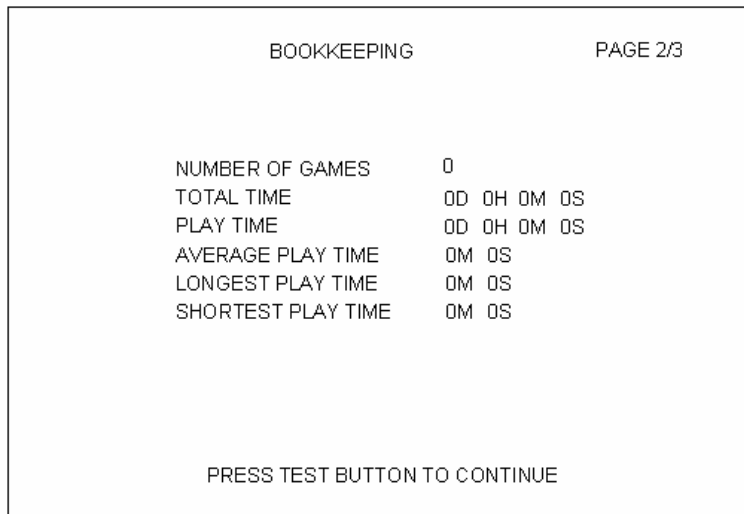 BOOKKEEPING PAGE 2/3
NUMBER OF GAMES 0
TOTAL TIME 0D 0H 0M 0S
PLAY TIME 0D 0H 0M 0S
AVERAGE PLAY TIME 0M 0S
LONGEST PLAY TIME 0M 0S
SHORTEST PLAY TIME 0M 0S
PRESS TEST BUTTON TO CONTINUE